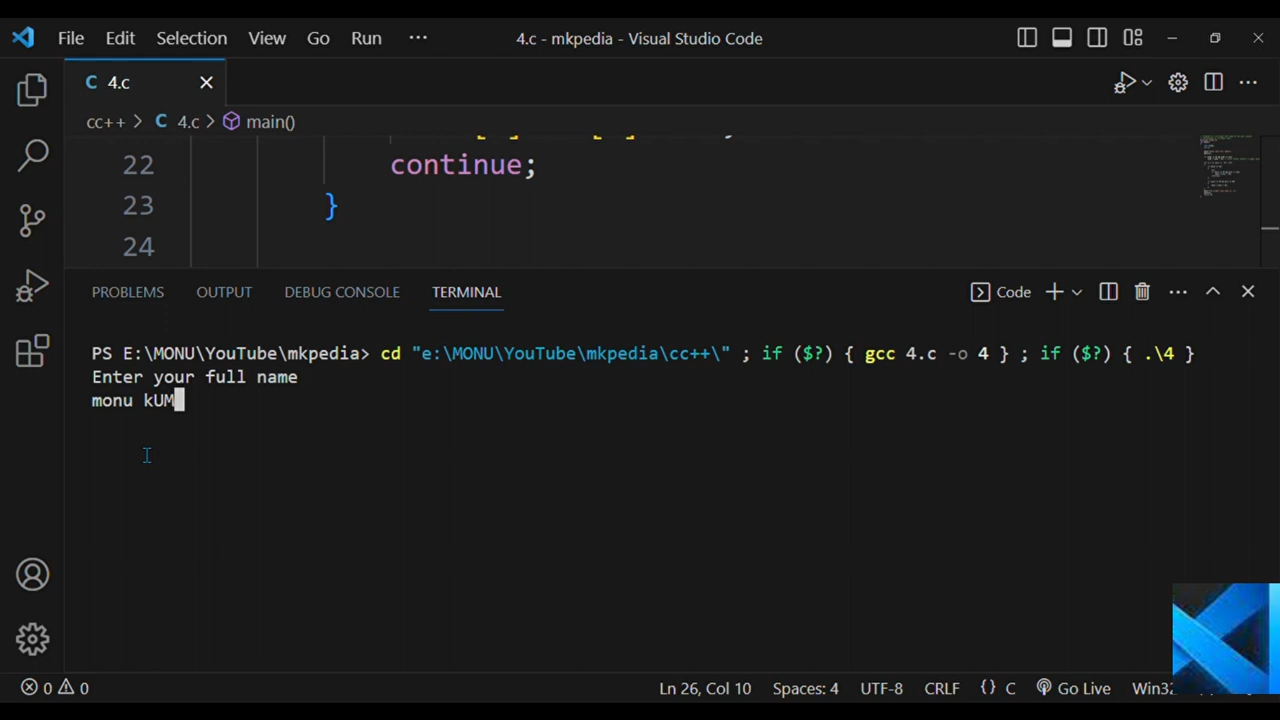 File Edit Selection View Go Run ··· 4.c - mkpedia - Visual Studio Code
C 4.c
cc++ > C 4.c > main()
22 continue;
23 }
24
PROBLEMS OUTPUT DEBUG CONSOLE TERMINAL Code
PS E:\MONU\YouTube\mkpedia> cd "e:\MONU\YouTube\mkpedia\cc++\" ; if ($?) { gcc 4.c -o 4 } ; if ($?) { .\4 }
Enter your full name
monu kUM
0 0 Ln 26, Col 10 Spaces: 4 UTF-8 CRLF {} C Go Live Win32